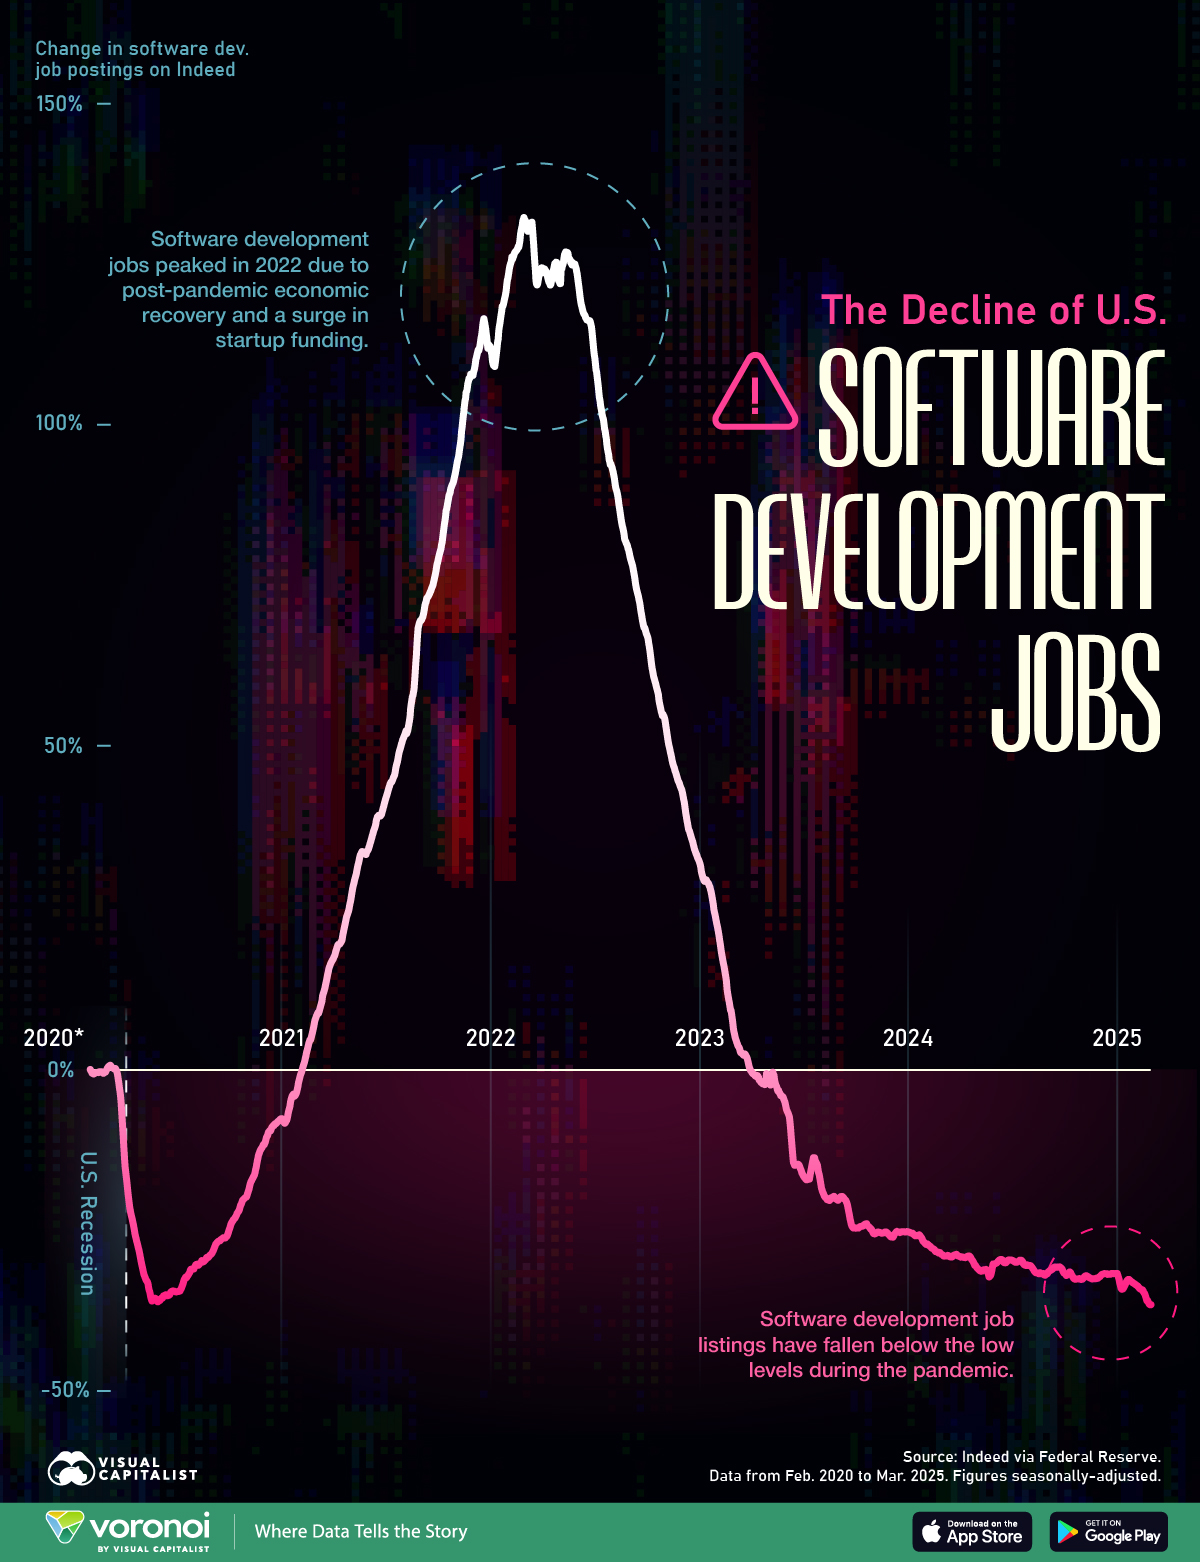 Change in software dev.
job postings on Indeed
150%
Software development
jobs peaked in 2022 due to
post-pandemic economic
recovery and a surge in
startup funding.
The Decline of U.S.
SOFTWARE
DEVELOPMENT
JOBS
100%
50%
2020* 2021 2022 2023 2024 2025
0%
U.S. Recession
Software development job
listings have fallen below the low
levels during the pandemic.
-50%
VISUAL
CAPITALIST
Source: Indeed via Federal Reserve.
Data from Feb. 2020 to Mar. 2025. Figures seasonally-adjusted.
voronoi
BY VISUAL CAPITALIST
Where Data Tells the Story
Download on the
App Store
GET IT ON
Google Play